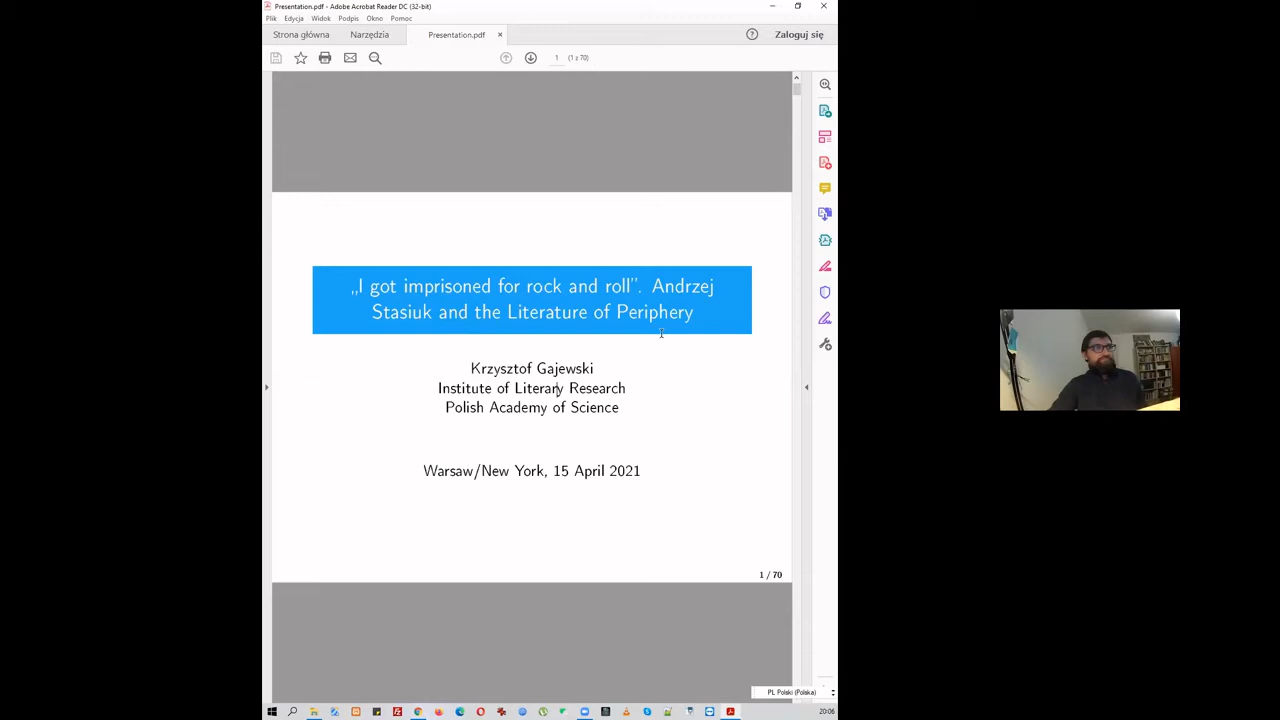 Presentation.pdf - Adobe Acrobat Reader DC (32-bit)
Plik Edycja Widok Podpis Okno Pomoc
Strona główna Narzędzia Presentation.pdf × Zaloguj się
1 (1 z 70)
„I got imprisoned for rock and roll”. Andrzej
Stasiuk and the Literature of Periphery
Krzysztof Gajewski
Institute of Literary Research
Polish Academy of Science
Warsaw/New York, 15 April 2021
1 / 70
PL Polski (Polska)
20:06